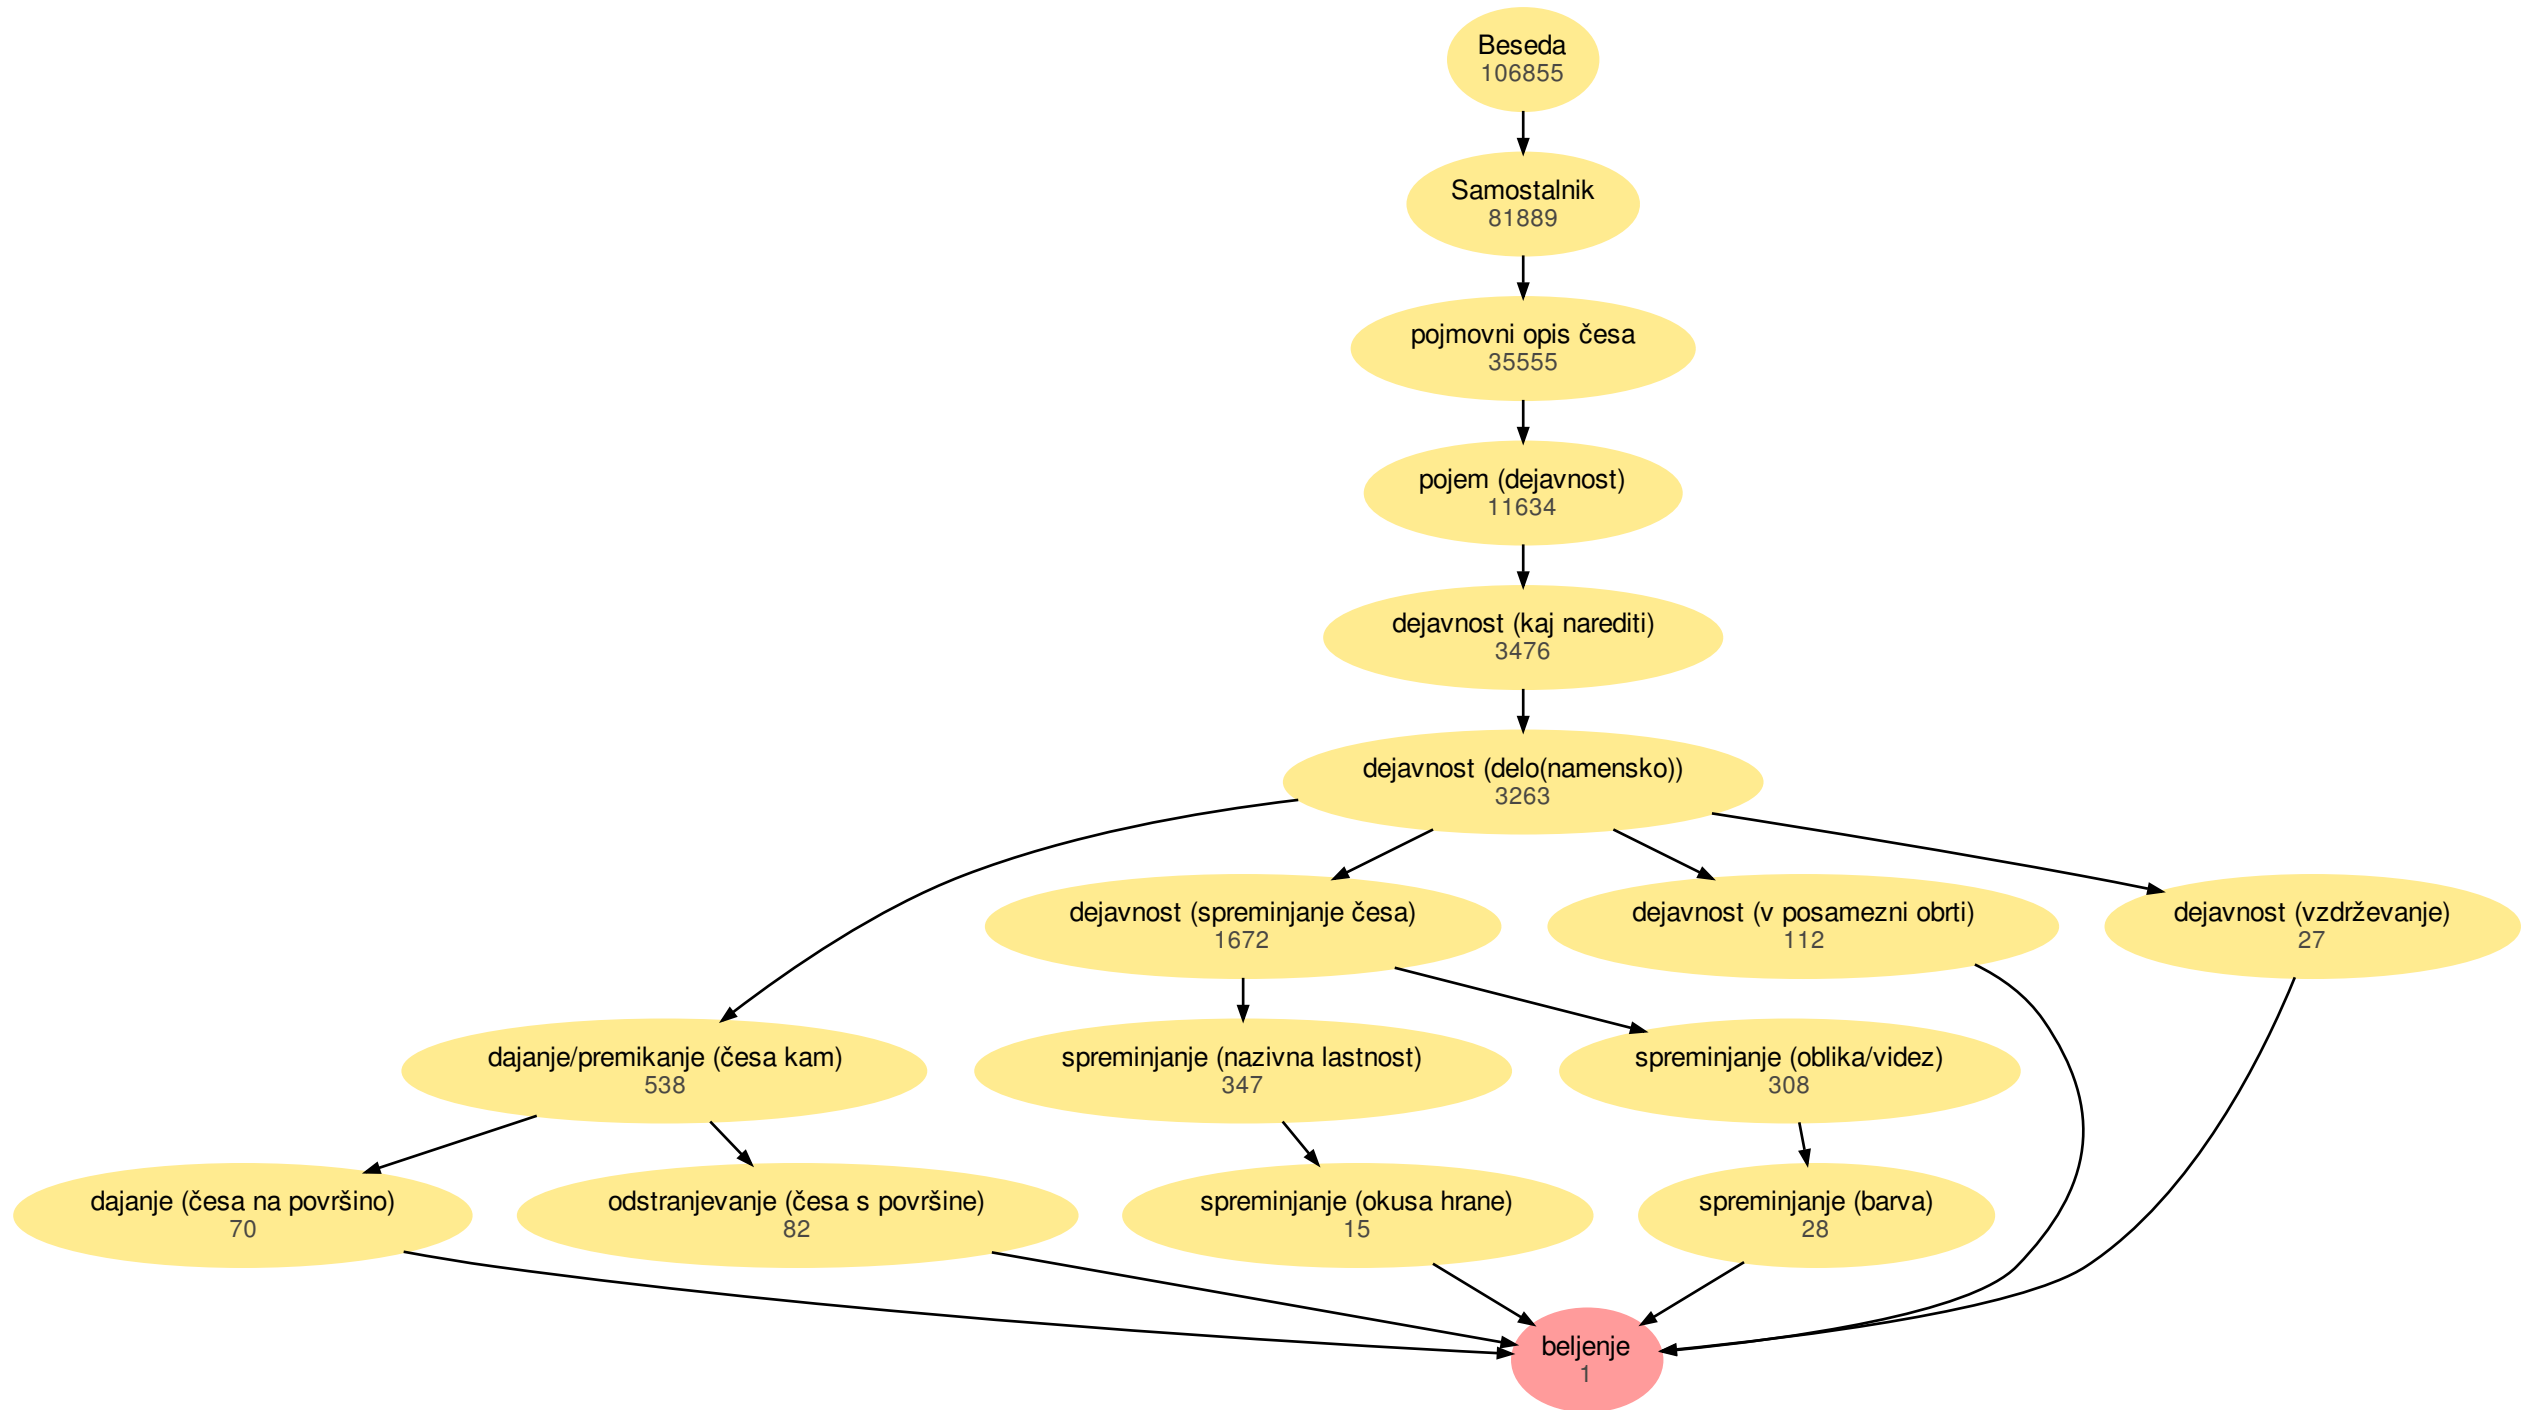 Beseda
106855
Samostalnik
81889
pojmovni opis česa
35555
pojem (dejavnost)
11634
dejavnost (kaj narediti)
3476
dejavnost (delo(namensko))
3263
dejavnost (spreminjanje česa)
1672
dejavnost (v posamezni obrti)
112
dejavnost (vzdrževanje)
27
dajanje/premikanje (česa kam)
538
spreminjanje (nazivna lastnost)
347
spreminjanje (oblika/videz)
308
dajanje (česa na površino)
70
odstranjevanje (česa s površine)
82
spreminjanje (okusa hrane)
15
spreminjanje (barva)
28
beljenje
1